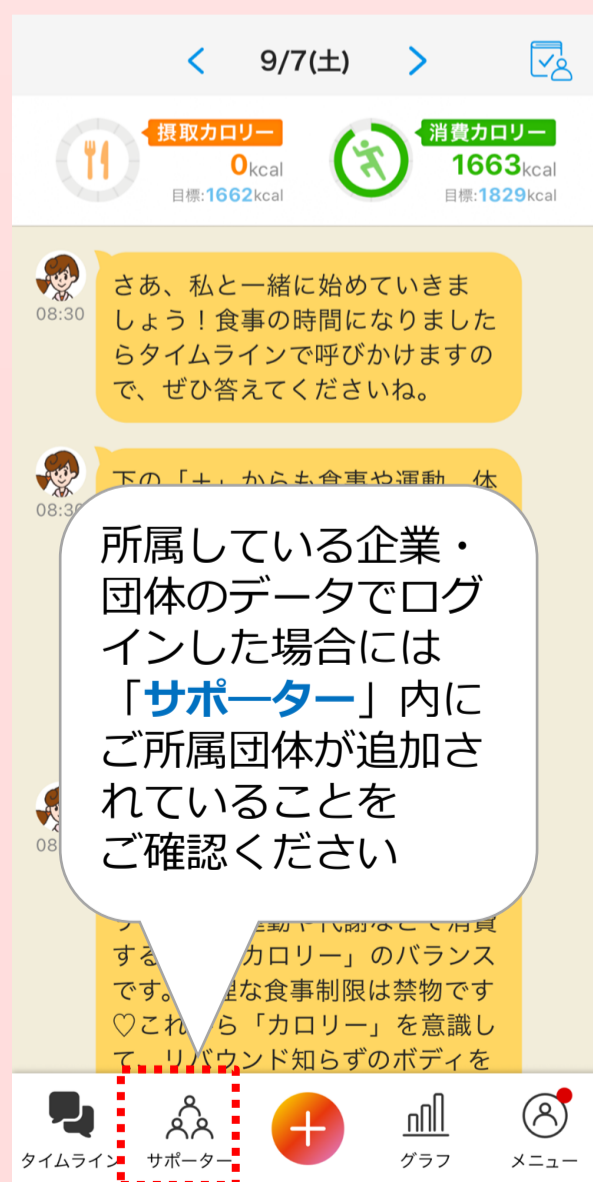 9/7(土)
摂取カロリー
0kcal
目標:1662kcal
消費カロリー
1663kcal
目標:1829kcal
さあ、私と一緒に始めていきま
しょう！食事の時間になりました
らタイムラインで呼びかけますの
で、ぜひ答えてくださいね。
08:30
下の「＋」からも食事や運動、体
08:30
所属している企業・
団体のデータでログ
インした場合には
「サポーター」内に
ご所属団体が追加さ
れていることを
ご確認ください
08
する
カロリー」のバランス
です。
な食事制限は禁物です
♡これ
ら「カロリー」を意識し
て、リバウンド知らずのボディを
タイムライン
サポーター
グラフ
メニュー